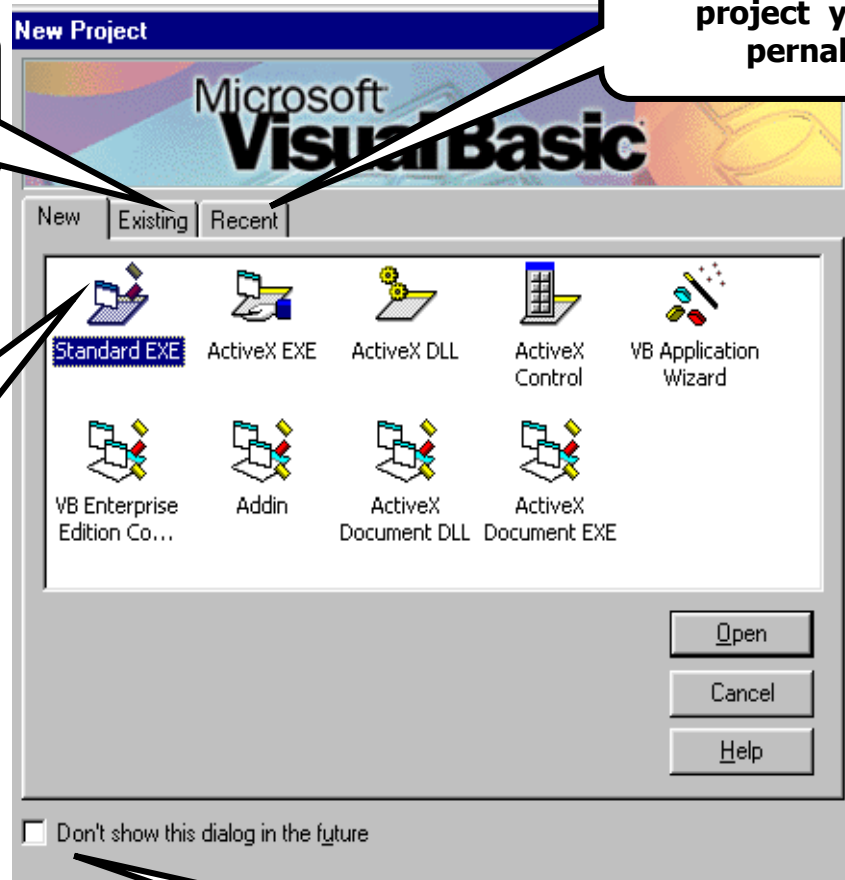 New Project
project y
pernal
Microsoft
Visual Basic
New Existing Recent
Standard EXE
ActiveX EXE
ActiveX DLL
ActiveX
Control
VB Application
Wizard
VB Enterprise
Edition Co...
Addin
ActiveX
Document DLL
ActiveX
Document EXE
Open
Cancel
Help
Don't show this dialog in the future